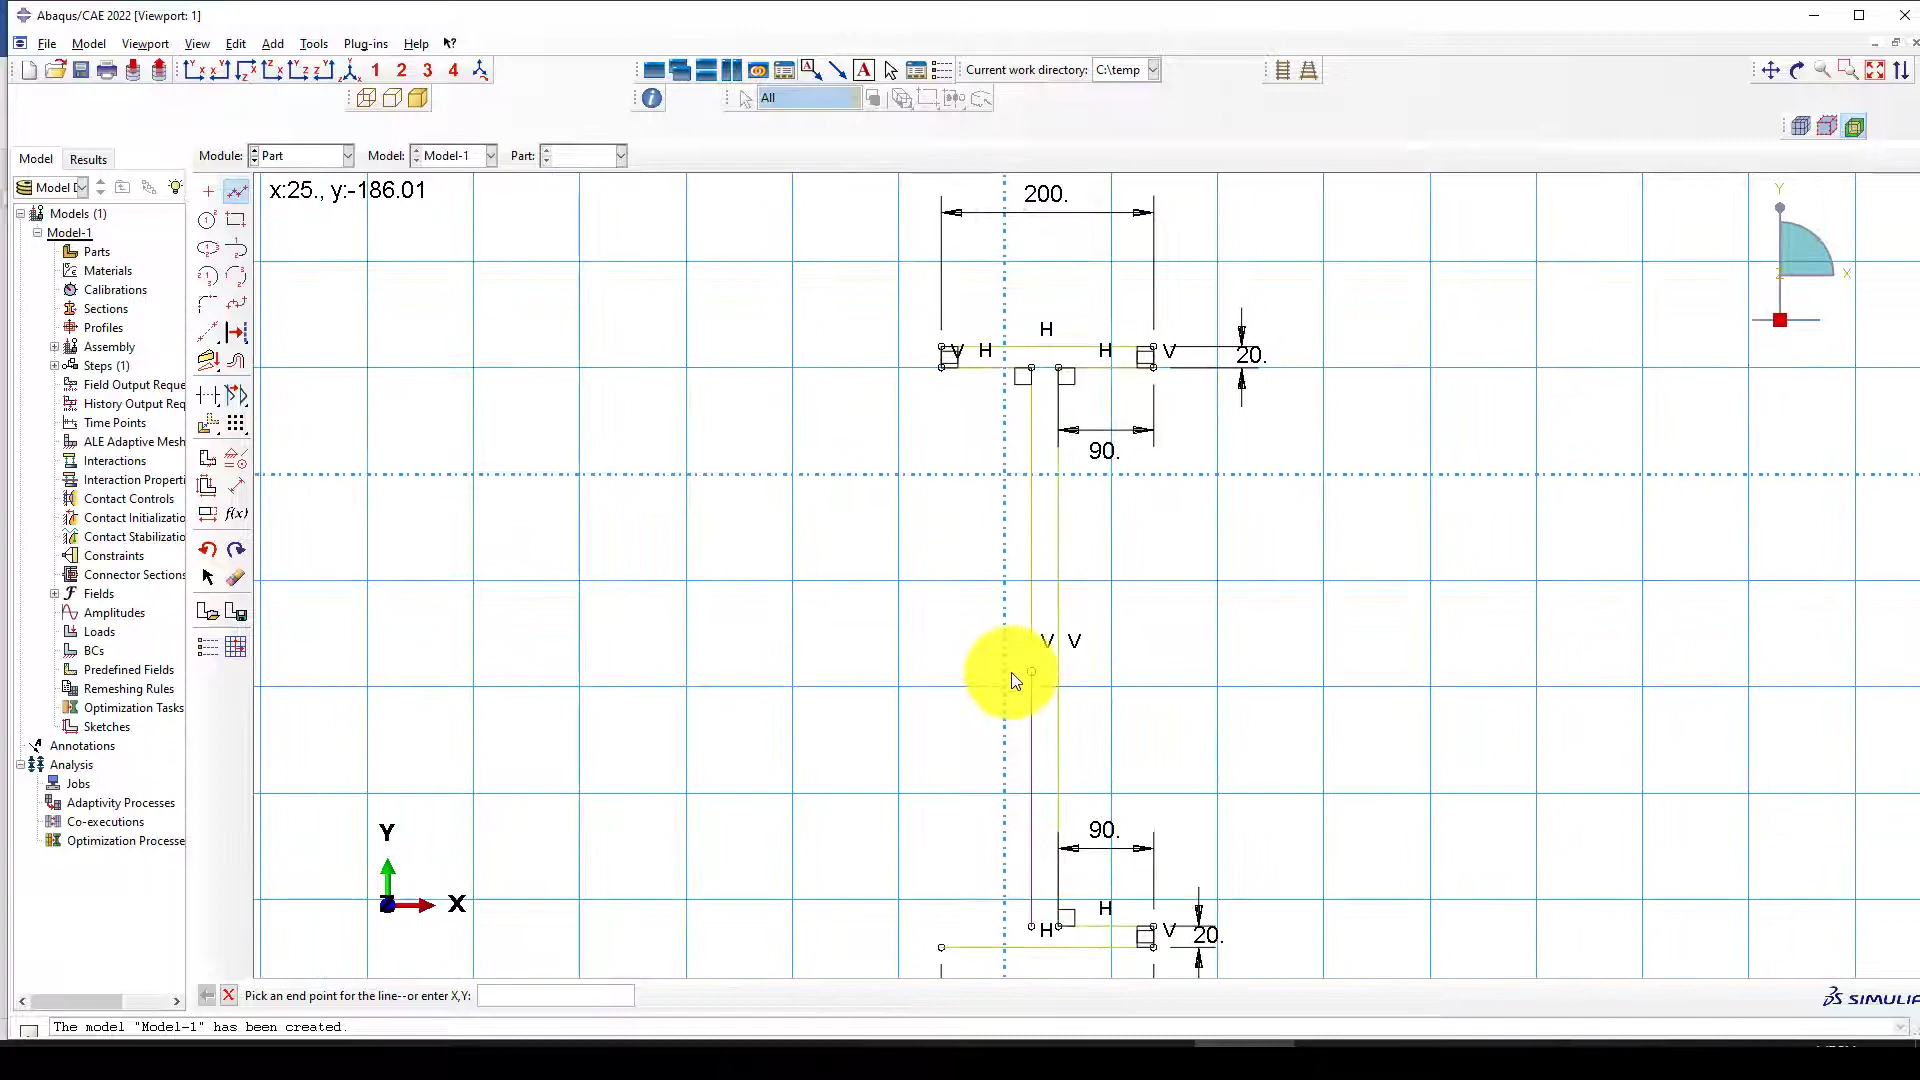 Abaqus/CAE 2022 [Viewport: 1]
File Model Viewport View Edit Add Tools Plug-ins Help
1 2 3 4
A
Current work directory: C:\temp
All
Model Results
Module: Part Model: Model-1 Part:
Model D
x:25., y:-186.01
Models (1)
Model-1
Parts
Materials
Calibrations
Sections
Profiles
Assembly
Steps (1)
Field Output Reque
History Output Req
Time Points
ALE Adaptive Mesh
Interactions
Interaction Properti
Contact Controls
Contact Initializatio
Contact Stabilizatio
Constraints
Connector Sections
Fields
Amplitudes
Loads
BCs
Predefined Fields
Remeshing Rules
Optimization Tasks
Sketches
Annotations
Analysis
Jobs
Adaptivity Processes
Co-executions
Optimization Processe
f(x)
200.
H
V H H V
20.
90.
V V
90.
H
H V
20.
Y
Z X
Y
Z X
Pick an end point for the line--or enter X,Y:
SIMULIA
The model "Model-1" has been created.